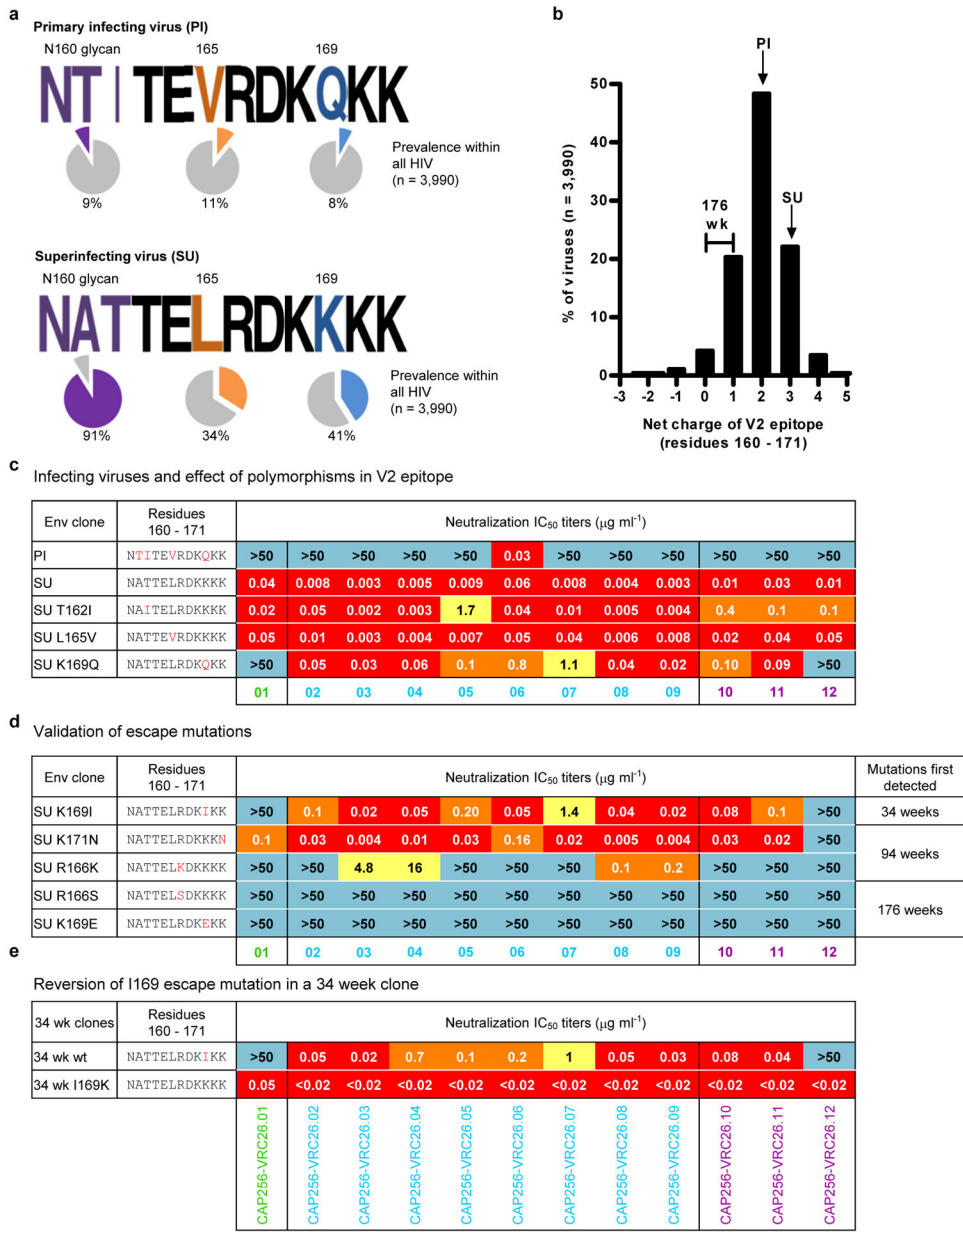 a
Primary infecting virus (PI)
N160 glycan 165 169
NTITEVRDKQKK
Prevalence within
all HIV
(n = 3,990)
9% 11% 8%
Superinfecting virus (SU)
N160 glycan 165 169
NATTELRDKKKK
Prevalence within
all HIV
(n = 3,990)
91% 34% 41%
b
PI
SU
176
wk
% of viruses (n = 3,990)
50
40
30
20
10
0
-3 -2 -1 0 1 2 3 4 5
Net charge of V2 epitope
(residues 160 - 171)
c Infecting viruses and effect of polymorphisms in V2 epitope
Env clone Residues 160 - 171 Neutralization IC50 titers (µg ml-1)
PI NTITEVRDKQKK >50 >50 >50 >50 >50 0.03 >50 >50 >50 >50 >50 >50
SU NATTELRDKKKK 0.04 0.008 0.003 0.005 0.009 0.06 0.008 0.004 0.003 0.01 0.03 0.01
SU T162I NAITELRDKKKK 0.02 0.05 0.002 0.003 1.7 0.04 0.01 0.005 0.004 0.4 0.1 0.1
SU L165V NATTEVRDKKKK 0.05 0.01 0.003 0.004 0.007 0.05 0.04 0.006 0.008 0.02 0.04 0.05
SU K169Q NATTELRDKQKK >50 0.05 0.03 0.06 0.1 0.8 1.1 0.04 0.02 0.10 0.09 >50
01 02 03 04 05 06 07 08 09 10 11 12
d Validation of escape mutations
Env clone Residues 160 - 171 Neutralization IC50 titers (µg ml-1) Mutations first detected
SU K169I NATTELRDKIKK >50 0.1 0.02 0.05 0.20 0.05 1.4 0.04 0.02 0.08 0.1 >50 34 weeks
SU K171N NATTELRDKKKN 0.1 0.03 0.004 0.01 0.03 0.16 0.02 0.005 0.004 0.03 0.02 >50 94 weeks
SU R166K NATTELKDKKKK >50 >50 4.8 16 >50 >50 >50 0.1 0.2 >50 >50 >50
SU R166S NATTELSDKKKK >50 >50 >50 >50 >50 >50 >50 >50 >50 >50 >50 >50 176 weeks
SU K169E NATTELRDKEKK >50 >50 >50 >50 >50 >50 >50 >50 >50 >50 >50 >50
01 02 03 04 05 06 07 08 09 10 11 12
e
Reversion of I169 escape mutation in a 34 week clone
34 wk clones Residues 160 - 171 Neutralization IC50 titers (µg ml-1)
34 wk wt NATTELRDKIKK >50 0.05 0.02 0.7 0.1 0.2 1 0.05 0.03 0.08 0.04 >50
34 wk I169K NATTELRDKKKK 0.05 <0.02 <0.02 <0.02 <0.02 <0.02 <0.02 <0.02 <0.02 <0.02 <0.02 <0.02
CAP256-VRC26.01
CAP256-VRC26.02
CAP256-VRC26.03
CAP256-VRC26.04
CAP256-VRC26.05
CAP256-VRC26.06
CAP256-VRC26.07
CAP256-VRC26.08
CAP256-VRC26.09
CAP256-VRC26.10
CAP256-VRC26.11
CAP256-VRC26.12